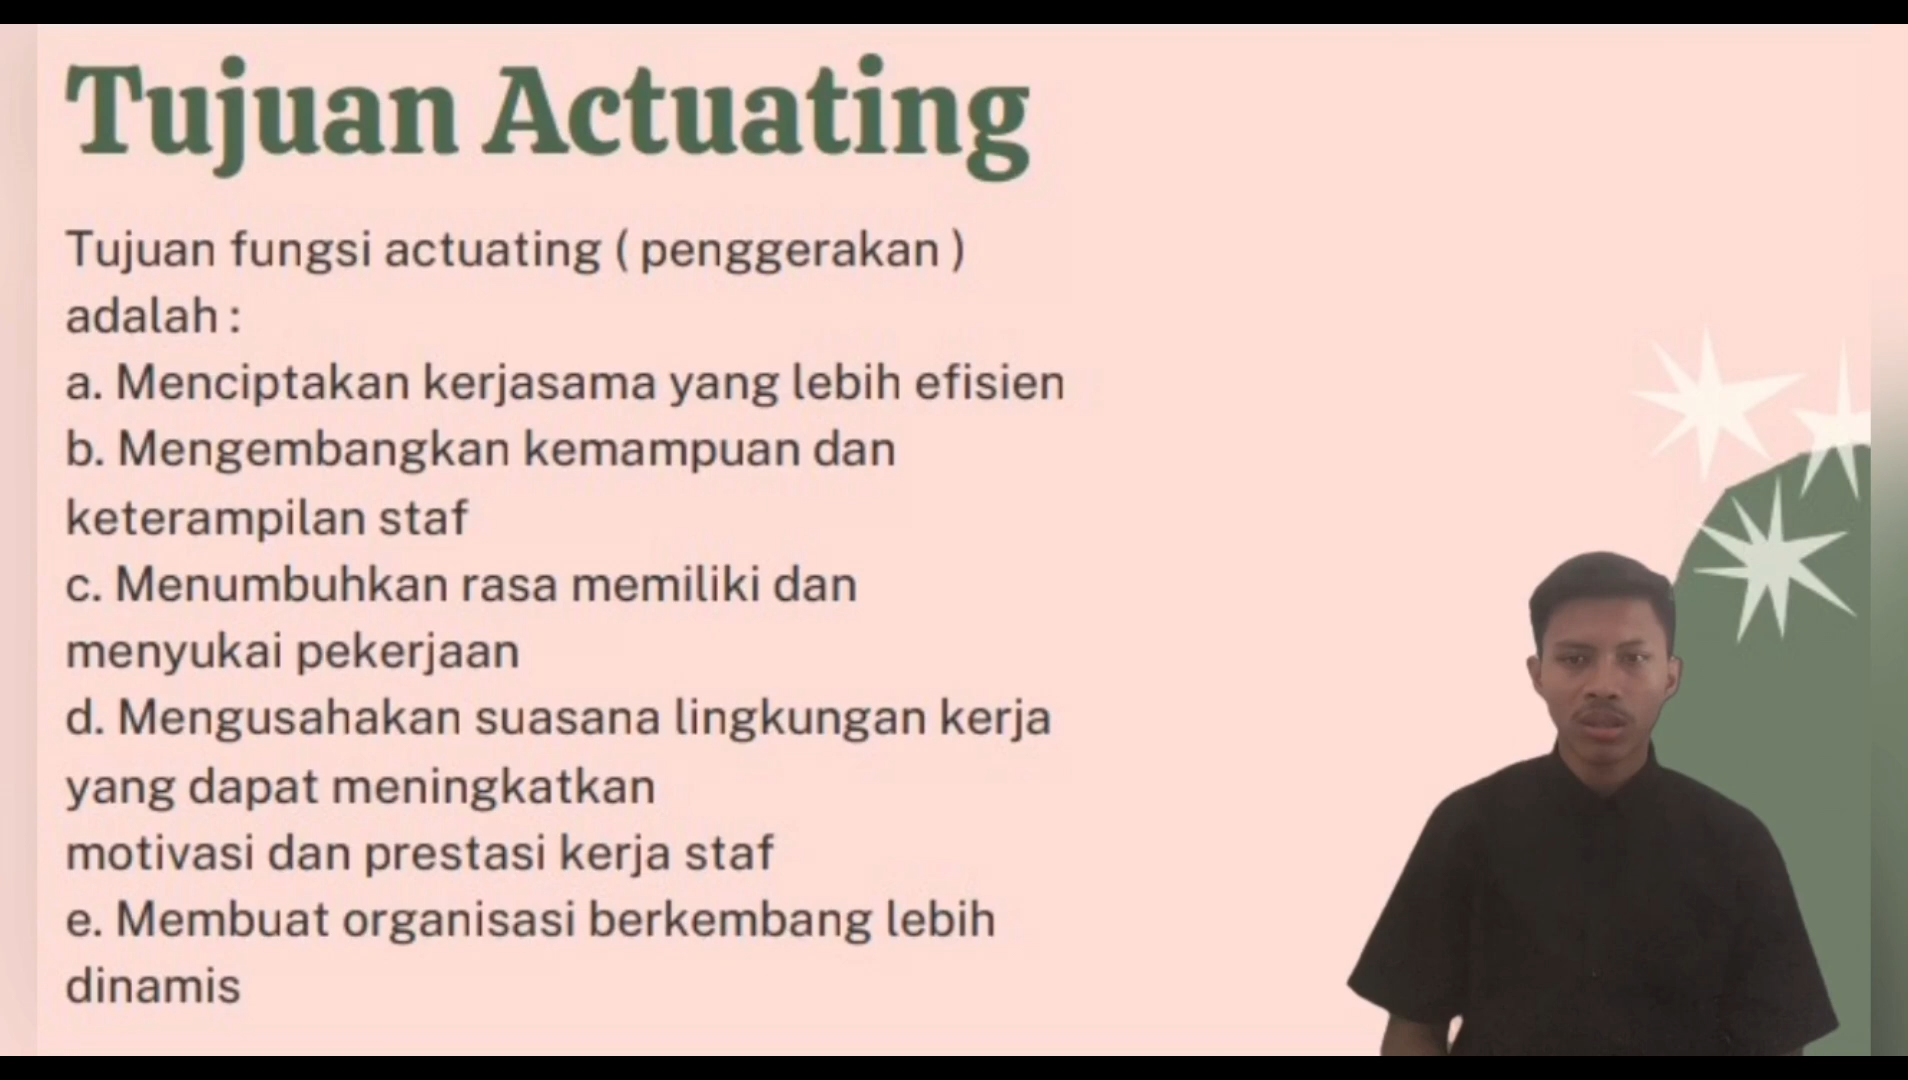 Tujuan Actuating
Tujuan fungsi actuating ( penggerakan )
adalah :
a. Menciptakan kerjasama yang lebih efisien
b. Mengembangkan kemampuan dan
keterampilan staf
c. Menumbuhkan rasa memiliki dan
menyukai pekerjaan
d. Mengusahakan suasana lingkungan kerja
yang dapat meningkatkan
motivasi dan prestasi kerja staf
e. Membuat organisasi berkembang lebih
dinamis